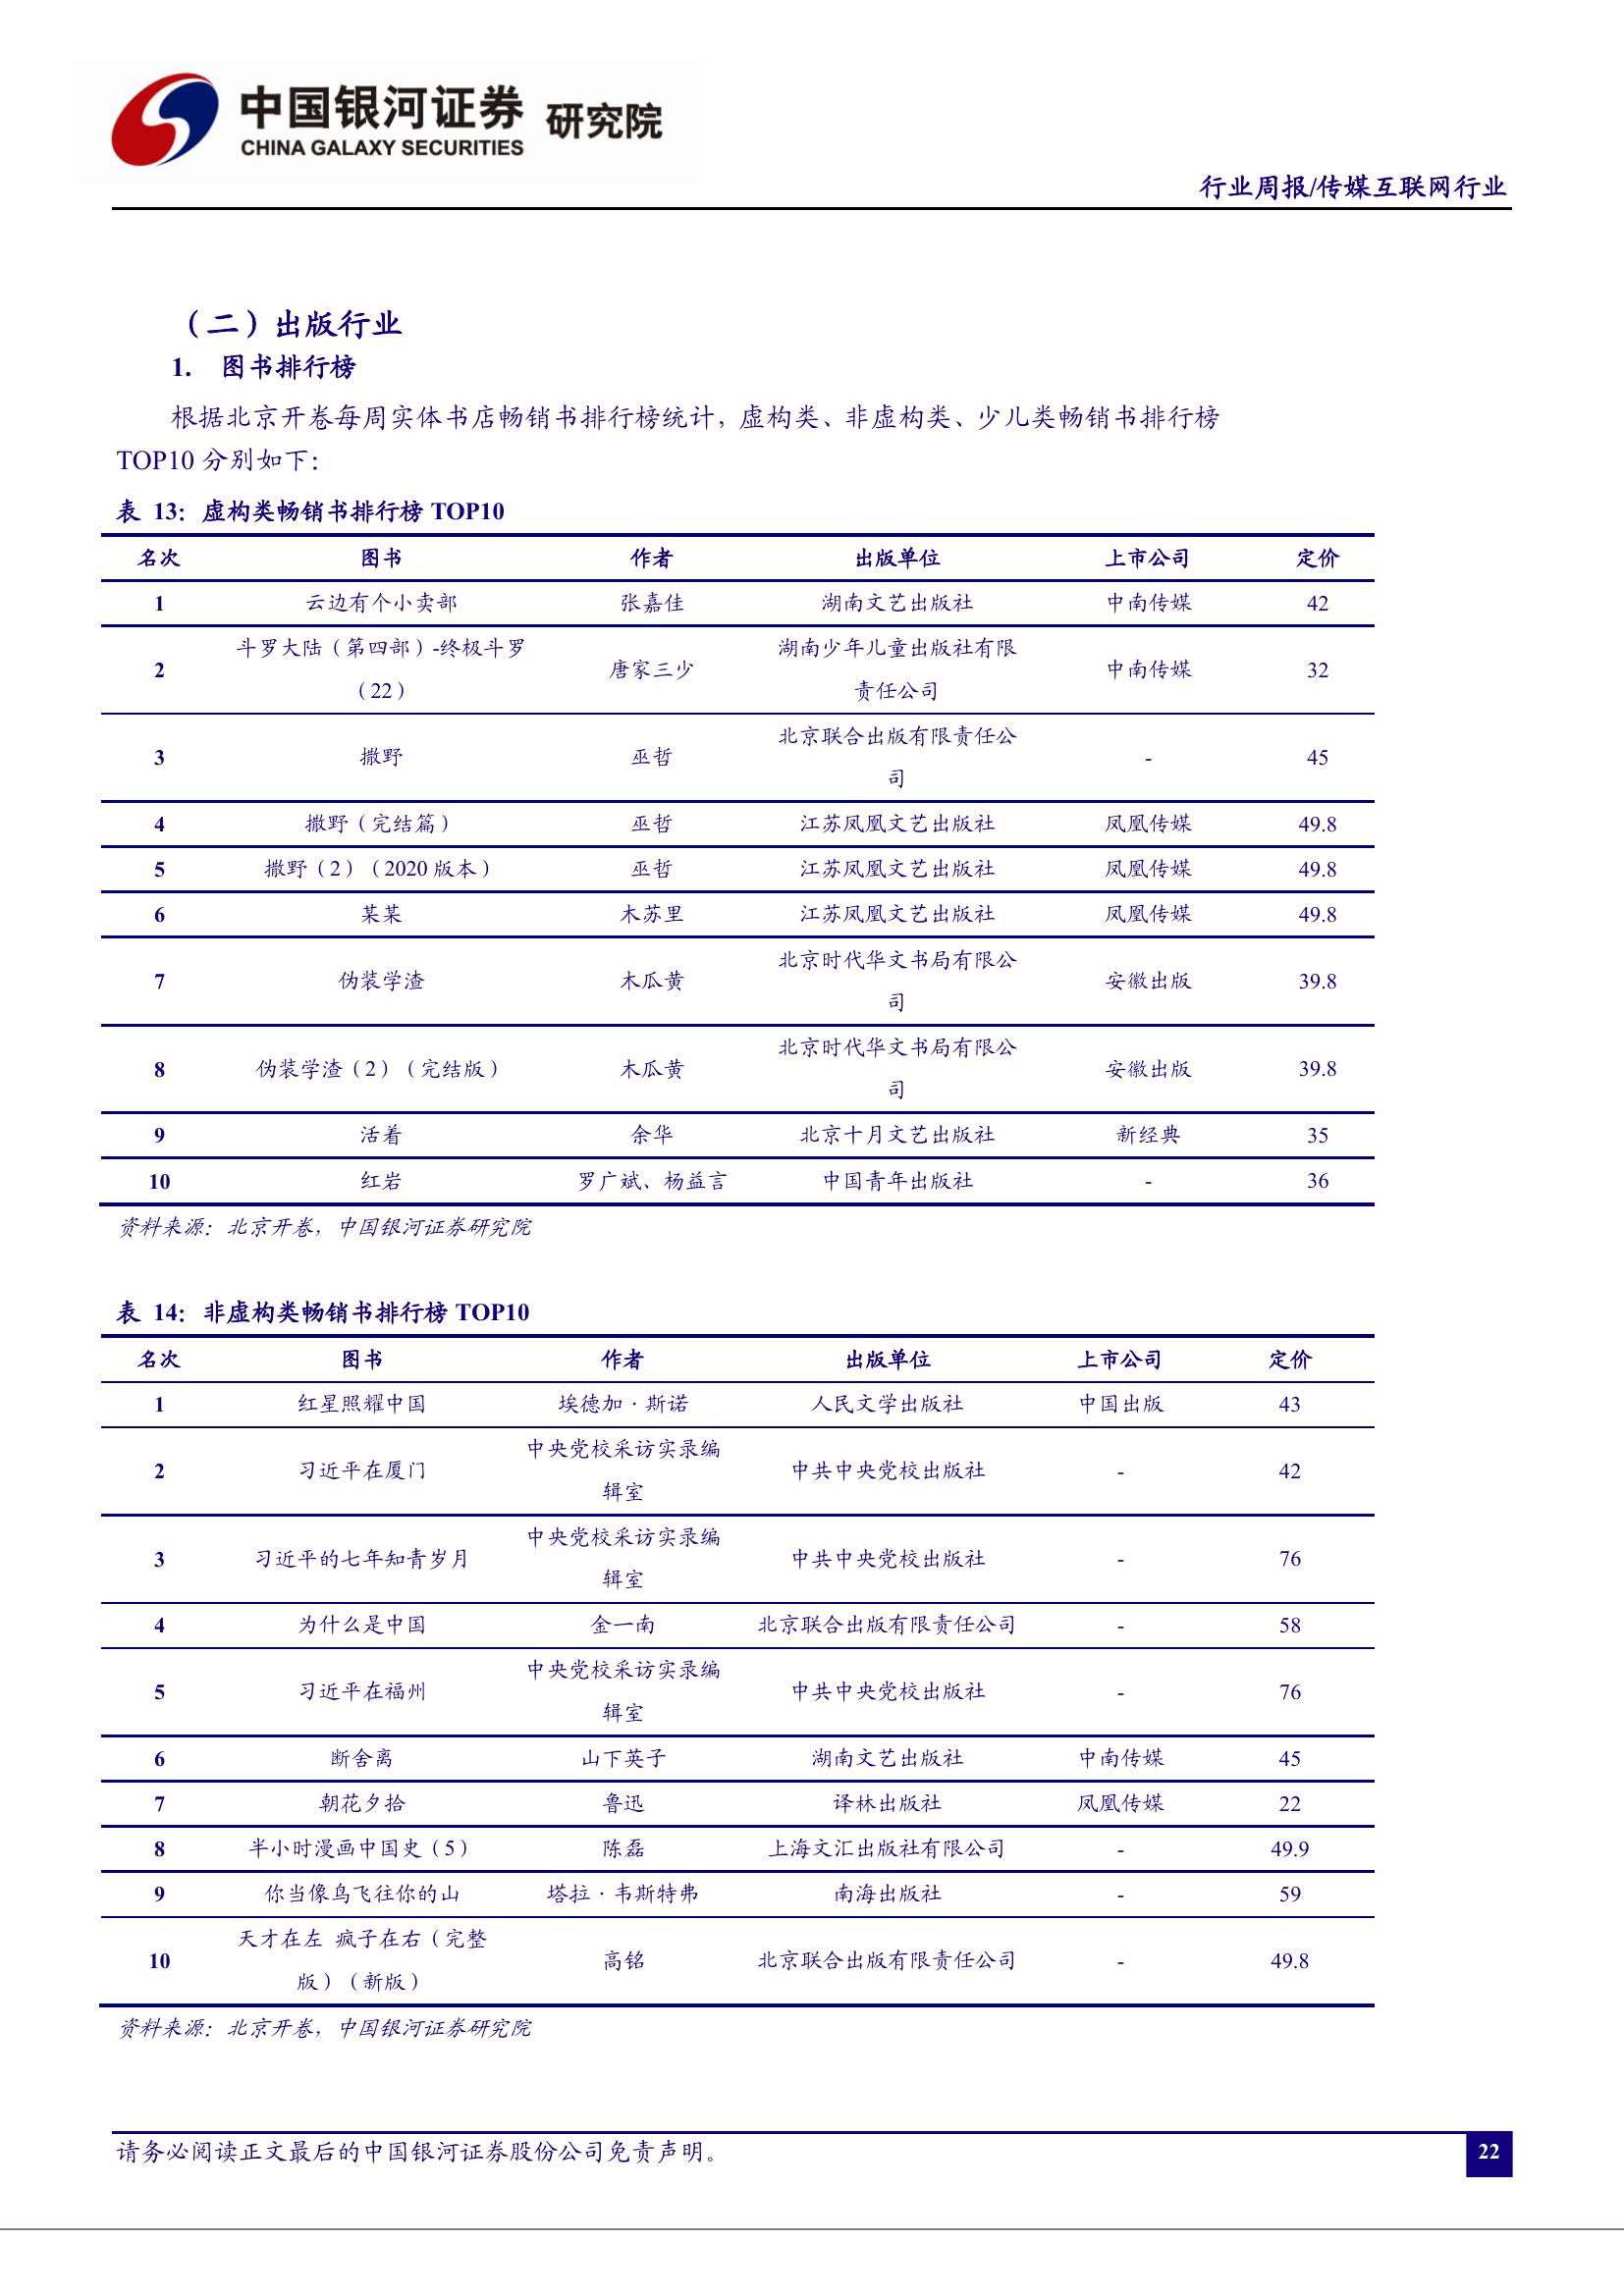 中国银河证券 研究院
CHINA GALAXY SECURITIES
行业周报/传媒互联网行业
（二）出版行业
1. 图书排行榜
根据北京开卷每周实体书店畅销书排行榜统计，虚构类、非虚构类、少儿类畅销书排行榜
TOP10 分别如下：
表 13：虚构类畅销书排行榜 TOP10
名次 图书 作者 出版单位 上市公司 定价
1 云边有个小卖部 张嘉佳 湖南文艺出版社 中南传媒 42
斗罗大陆（第四部）-终极斗罗 湖南少年儿童出版社有限
2 唐家三少 中南传媒 32
（22） 责任公司
北京联合出版有限责任公
3 撒野 巫哲 - 45
司
4 撒野（完结篇） 巫哲 江苏凤凰文艺出版社 凤凰传媒 49.8
5 撒野（2）（2020 版本） 巫哲 江苏凤凰文艺出版社 凤凰传媒 49.8
6 某某 木苏里 江苏凤凰文艺出版社 凤凰传媒 49.8
北京时代华文书局有限公
7 伪装学渣 木瓜黄 安徽出版 39.8
司
北京时代华文书局有限公
8 伪装学渣（2）（完结版） 木瓜黄 安徽出版 39.8
司
9 活着 余华 北京十月文艺出版社 新经典 35
10 红岩 罗广斌、杨益言 中国青年出版社 - 36
资料来源：北京开卷，中国银河证券研究院
表 14：非虚构类畅销书排行榜 TOP10
名次 图书 作者 出版单位 上市公司 定价
1 红星照耀中国 埃德加·斯诺 人民文学出版社 中国出版 43
中央党校采访实录编
2 习近平在厦门 中共中央党校出版社 - 42
辑室
中央党校采访实录编
3 习近平的七年知青岁月 中共中央党校出版社 - 76
辑室
4 为什么是中国 金一南 北京联合出版有限责任公司 - 58
中央党校采访实录编
5 习近平在福州 中共中央党校出版社 - 76
辑室
6 断舍离 山下英子 湖南文艺出版社 中南传媒 45
7 朝花夕拾 鲁迅 译林出版社 凤凰传媒 22
8 半小时漫画中国史（5） 陈磊 上海文汇出版社有限公司 - 49.9
9 你当像鸟飞往你的山 塔拉·韦斯特弗 南海出版社 - 59
天才在左 疯子在右（完整
10 高铭 北京联合出版有限责任公司 - 49.8
版）（新版）
资料来源：北京开卷，中国银河证券研究院
请务必阅读正文最后的中国银河证券股份公司免责声明。
22